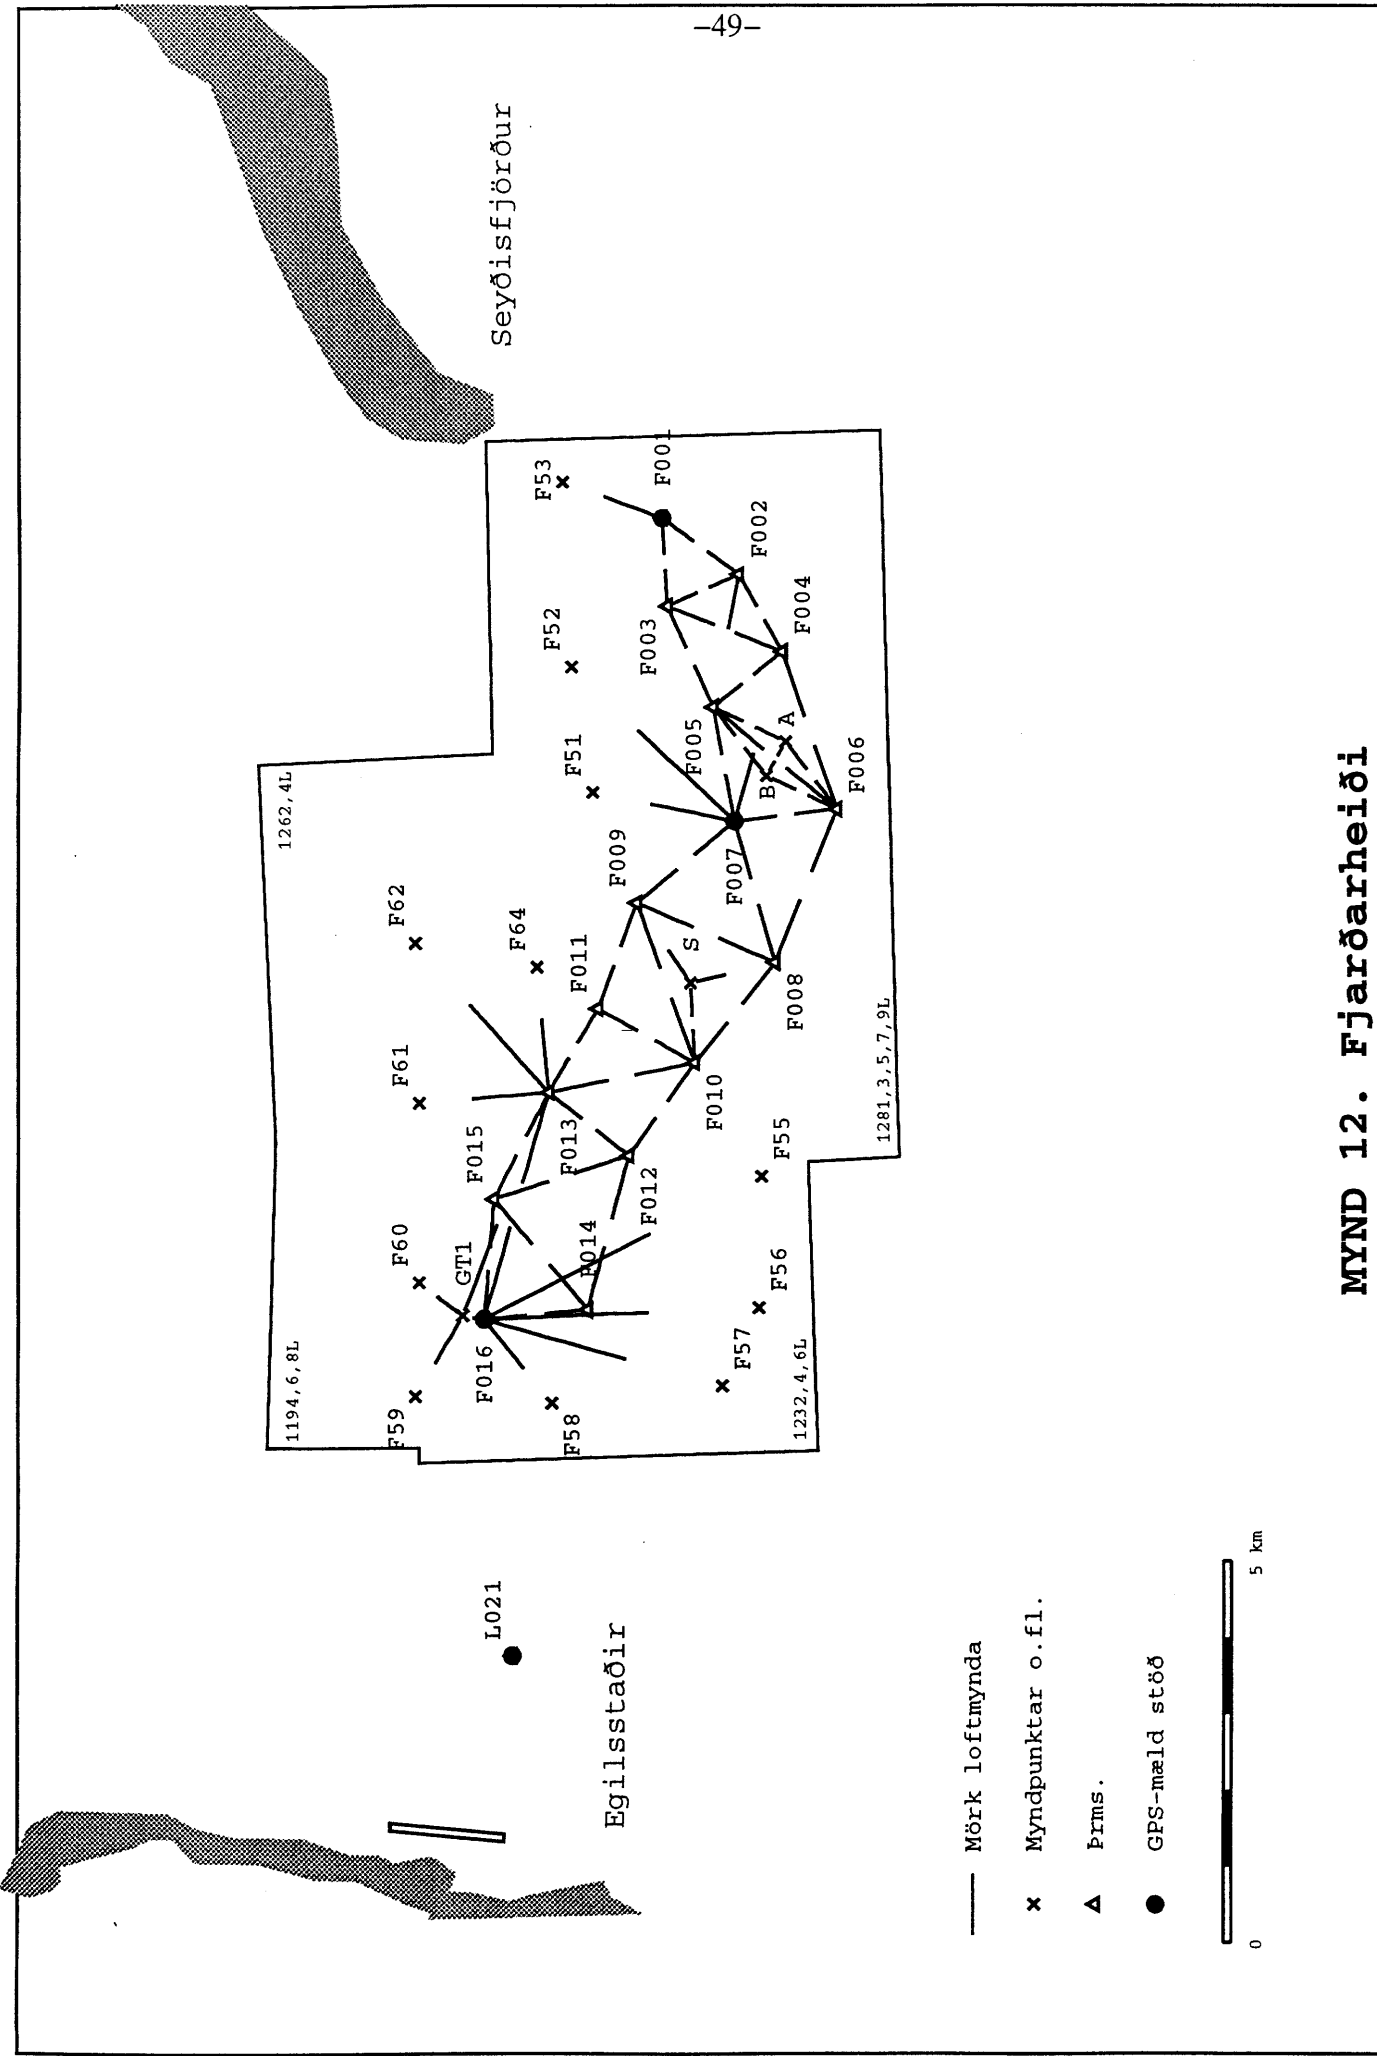 –49–
Seyðisfjörður
F53
F001
F002
F52
F003
F004
F51
F005
A
B
F006
1262,4L
F009
F007
F62
F64
S
F011
F008
F61
F010
1281,3,5,7,9L
F015
F013
F012
F55
F60
GT1
F014
F56
F57
F016
1194,6,8L
F59
F58
1232,4,6L
L021
Egilsstaðir
Mörk loftmynda
Myndpunktar o.fl.
Þrms.
GPS-mæld stöð
0
5 km
MYND 12. Fjarðarheiði